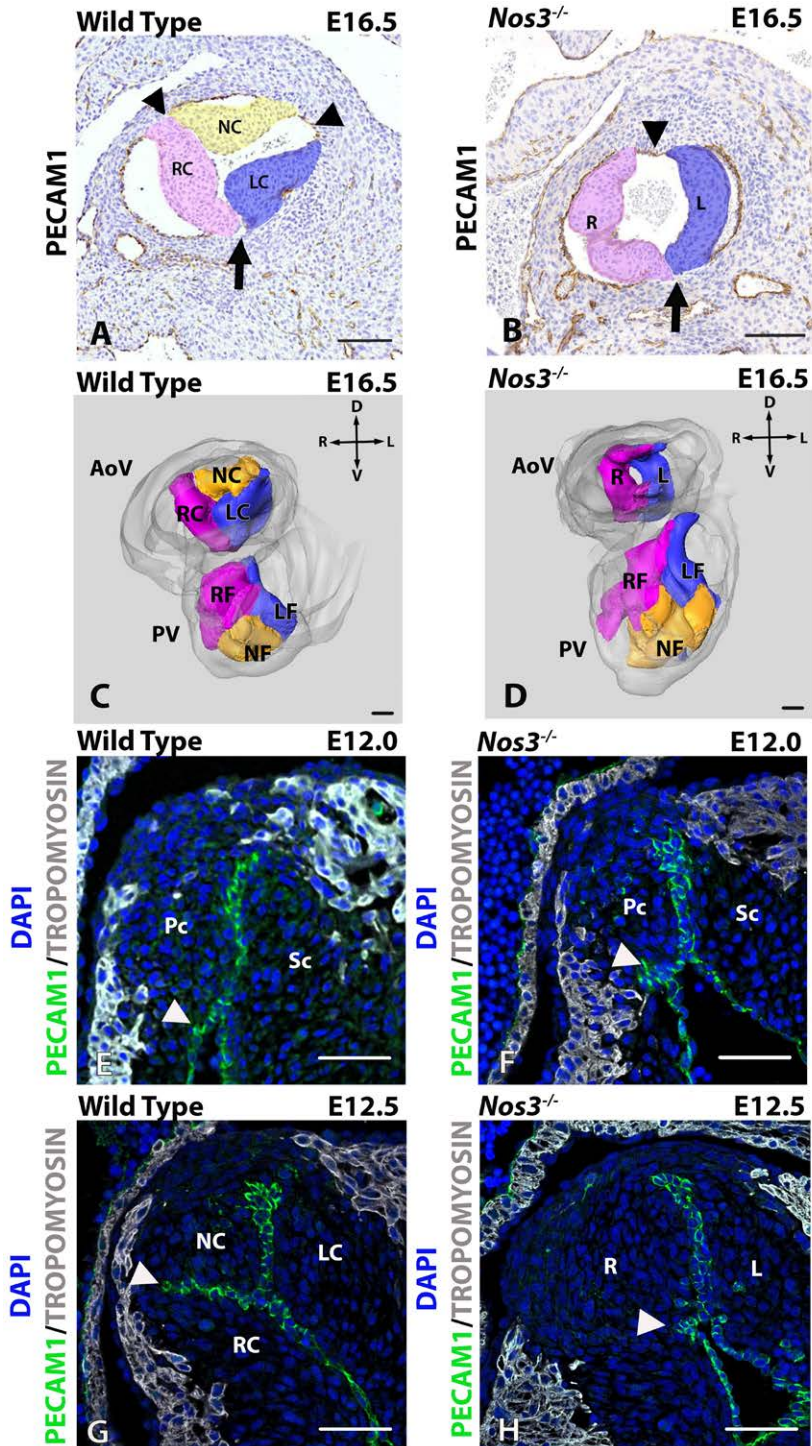 Wild Type E16.5
Nos3-/- E16.5
PECAM1
NC
RC
LC
A
PECAM1
R
L
B
Wild Type E16.5
Nos3-/- E16.5
D
R L
V
AoV
NC
RC
LC
RF
LF
PV
NF
C
D
R L
V
AoV
R
L
RF
LF
PV
NF
D
Wild Type E12.0
Nos3-/- E12.0
DAPI
PECAM1/TROPOMYOSIN
Pc
Sc
E
DAPI
PECAM1/TROPOMYOSIN
Pc
Sc
F
Wild Type E12.5
Nos3-/- E12.5
DAPI
PECAM1/TROPOMYOSIN
NC
LC
RC
G
DAPI
PECAM1/TROPOMYOSIN
R
L
H